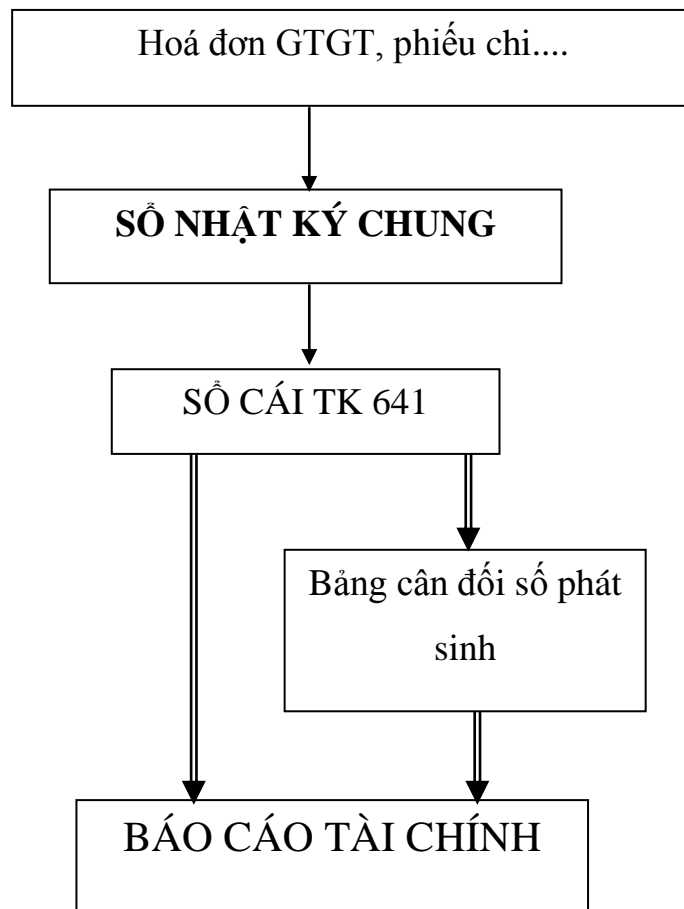 Hoá đơn GTGT, phiếu chi....
SỔ NHẬT KÝ CHUNG
SỔ CÁI TK 641
Bảng cân đối số phát
sinh
BÁO CÁO TÀI CHÍNH